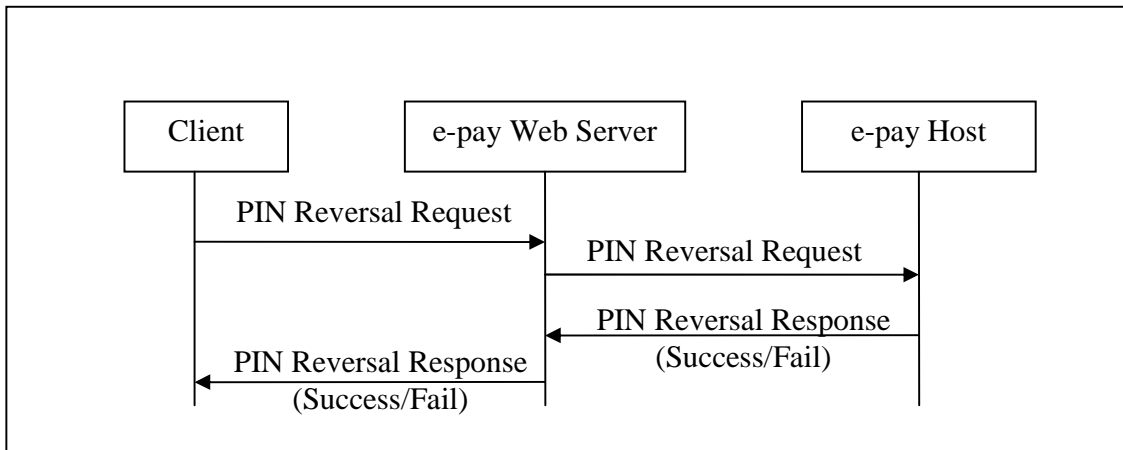 Client
e-pay Web Server
e-pay Host
PIN Reversal Request
PIN Reversal Request
PIN Reversal Response
(Success/Fail)
PIN Reversal Response
(Success/Fail)